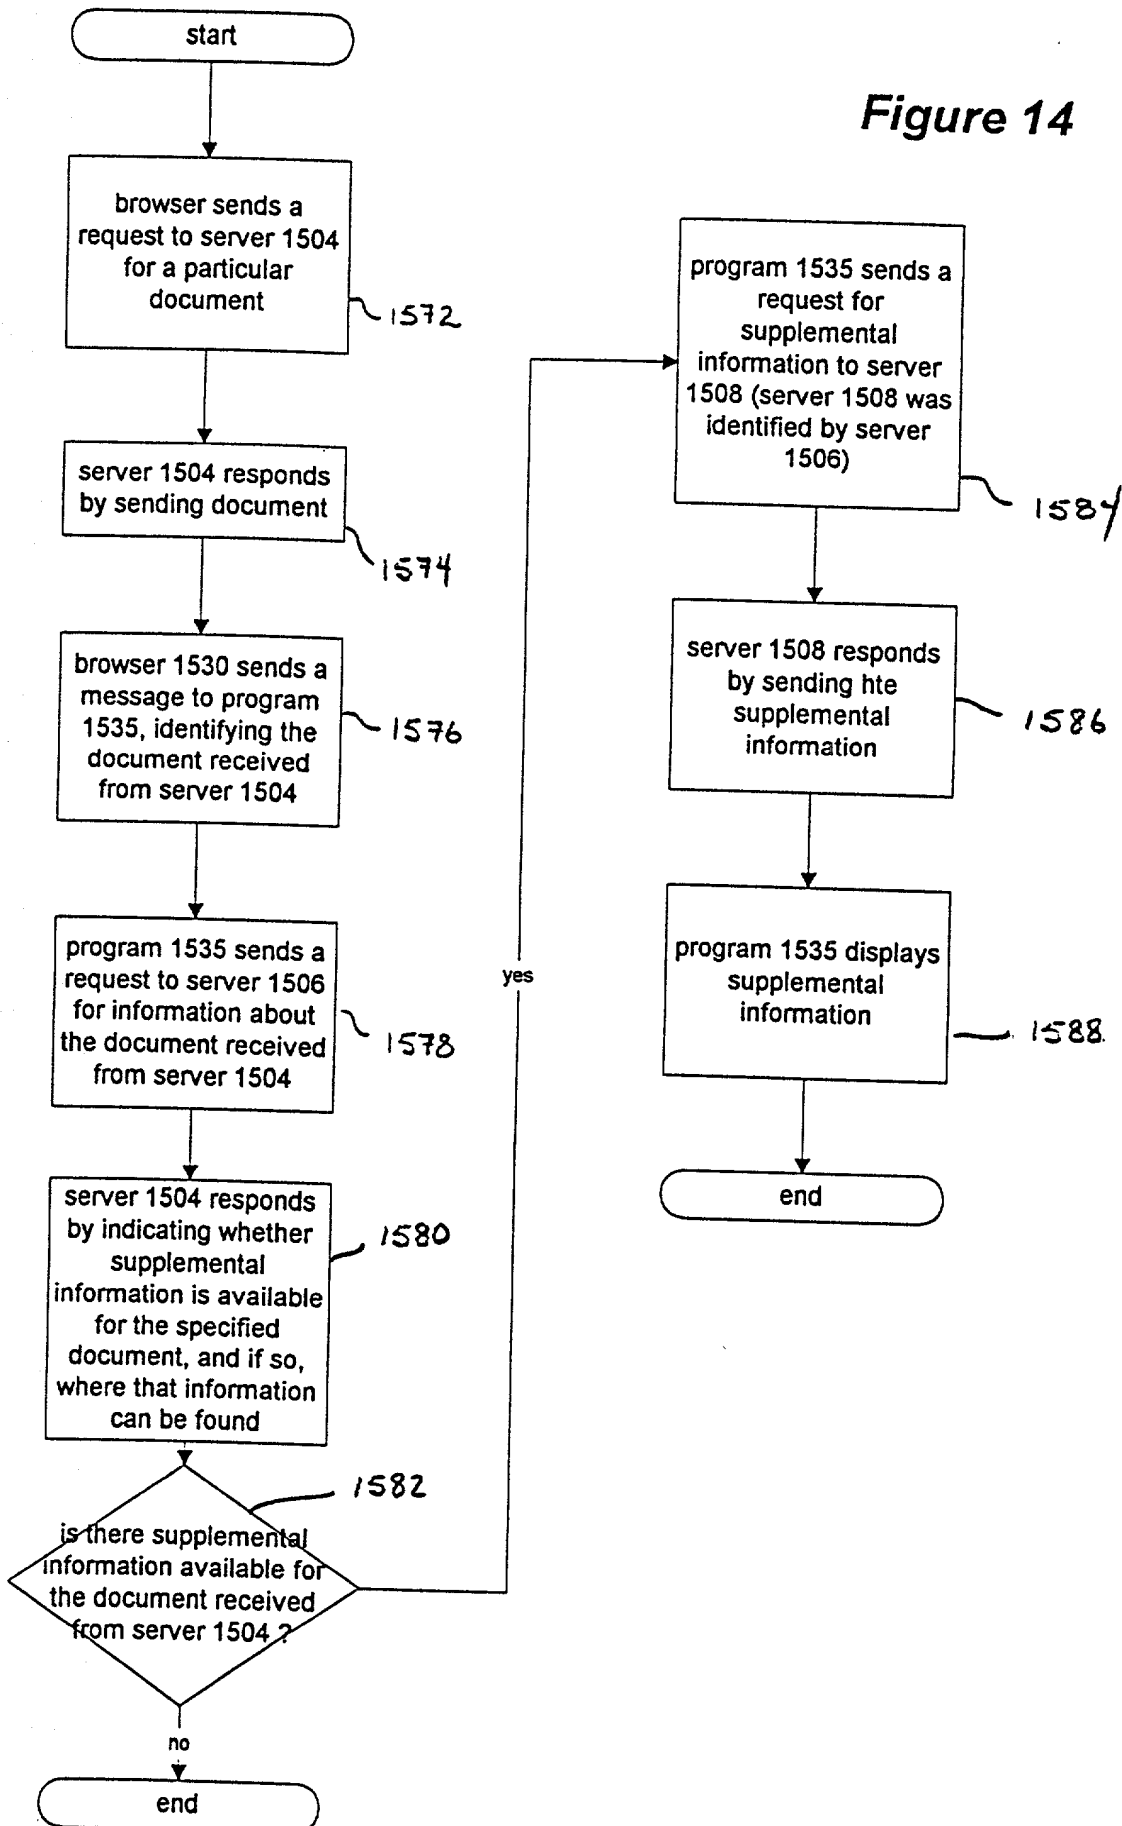 start
Figure 14
browser sends a
request to server 1504
for a particular
document
1572
server 1504 responds
by sending document
1574
browser 1530 sends a
message to program
1535, identifying the
document received
from server 1504
1576
program 1535 sends a
request to server 1506
for information about
the document received
from server 1504
1578
server 1504 responds
by indicating whether
supplemental
information is available
for the specified
document, and if so,
where that information
can be found
1580
is there supplemental
information available for
the document received
from server 1504 ?
1582
no
end
yes
program 1535 sends a
request for
supplemental
information to server
1508 (server 1508 was
identified by server
1506)
1584
server 1508 responds
by sending hte
supplemental
information
1586
program 1535 displays
supplemental
information
1588.
end